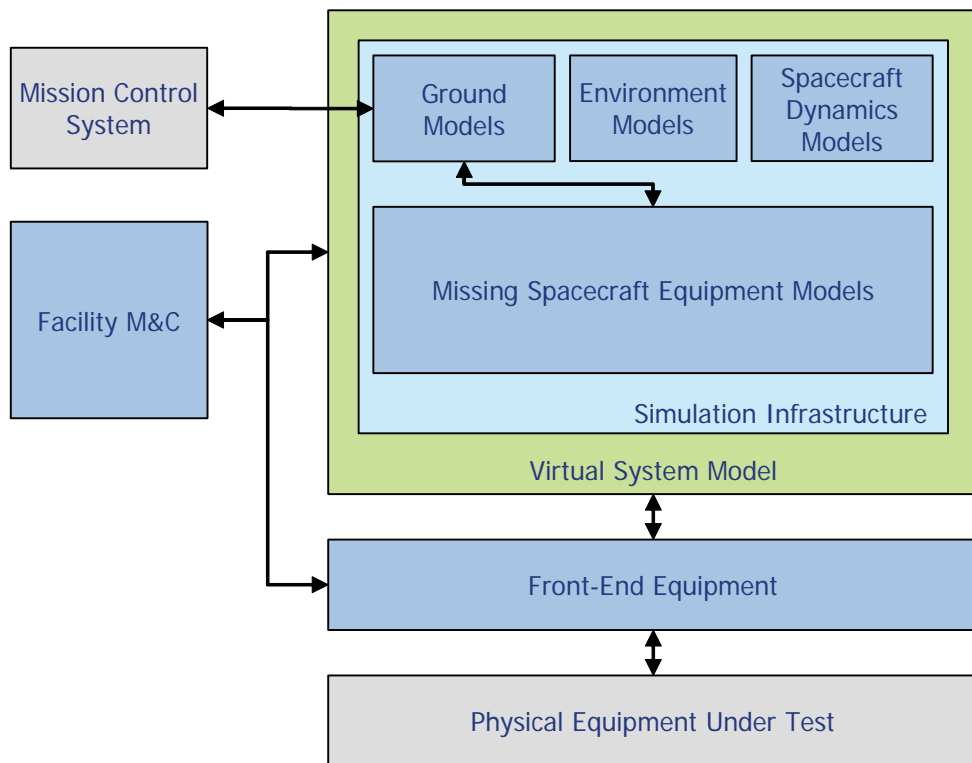 Mission Control
System
Ground
Models
Environment
Models
Spacecraft
Dynamics
Models
Facility M&C
Missing Spacecraft Equipment Models
Simulation Infrastructure
Virtual System Model
Front-End Equipment
Physical Equipment Under Test